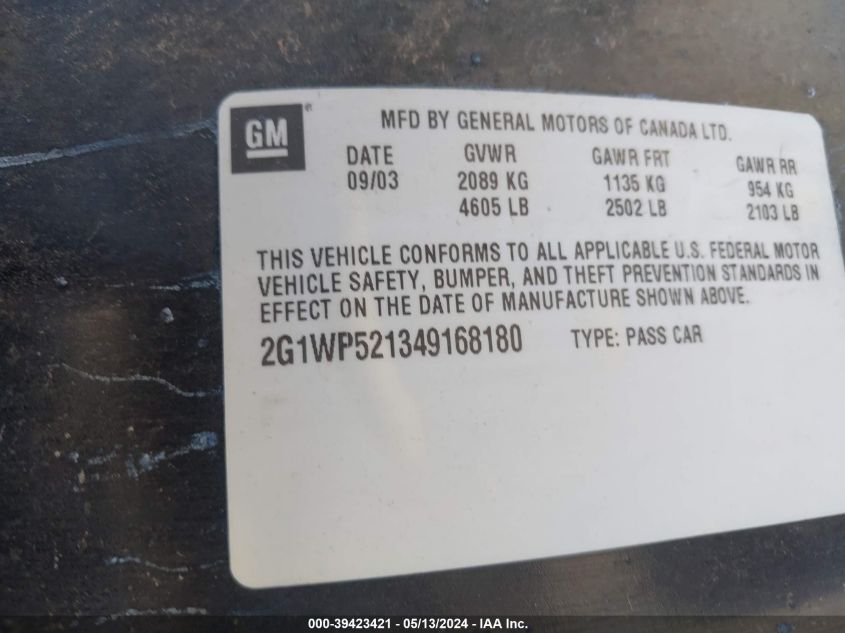 GM®
MFD BY GENERAL MOTORS OF CANADA LTD.
DATE GVWR GAWR FRT GAWR RR
09/03 2089 KG 1135 KG 954 KG
4605 LB 2502 LB 2103 LB
THIS VEHICLE CONFORMS TO ALL APPLICABLE U.S. FEDERAL MOTOR
VEHICLE SAFETY, BUMPER, AND THEFT PREVENTION STANDARDS IN
EFFECT ON THE DATE OF MANUFACTURE SHOWN ABOVE.
2G1WP521349168180 TYPE: PASS CAR
000-39423421 - 05/13/2024 - IAA Inc.